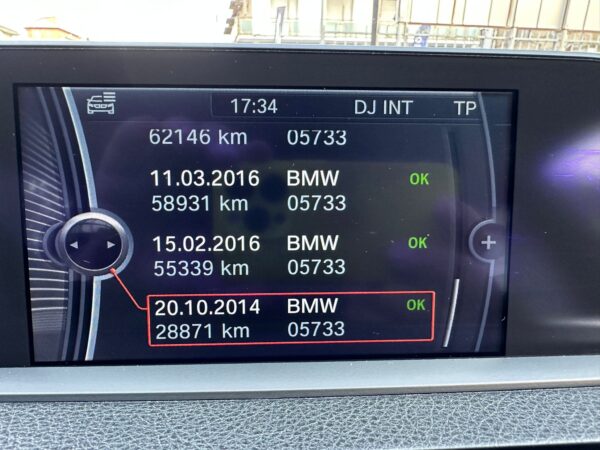 17:34 DJ INT TP
62146 km 05733
11.03.2016 BMW OK
58931 km 05733
15.02.2016 BMW OK
55339 km 05733
20.10.2014 BMW OK
28871 km 05733